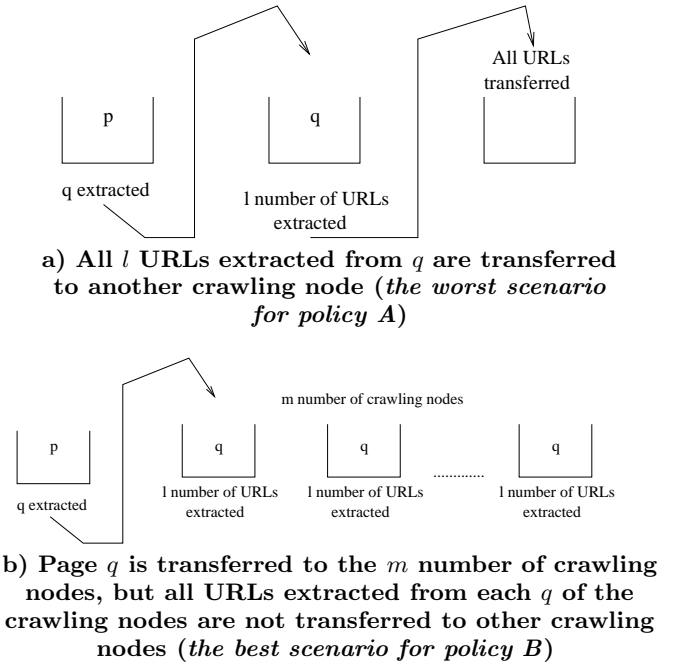 All URLs
transferred
p
q
q extracted
l number of URLs
extracted
a) All l URLs extracted from q are transferred
to another crawling node (the worst scenario
for policy A)
m number of crawling nodes
p
q
q
q
q extracted
l number of URLs
extracted
l number of URLs
extracted
l number of URLs
extracted
b) Page q is transferred to the m number of crawling
nodes, but all URLs extracted from each q of the
crawling nodes are not transferred to other crawling
nodes (the best scenario for policy B)